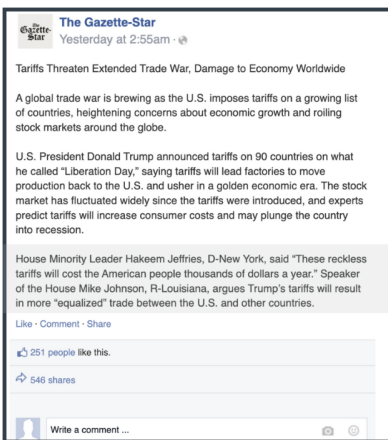 The
Gazette-
Star
The Gazette-Star
Yesterday at 2:55am ·
Tariffs Threaten Extended Trade War, Damage to Economy Worldwide
A global trade war is brewing as the U.S. imposes tariffs on a growing list
of countries, heightening concerns about economic growth and roiling
stock markets around the globe.
U.S. President Donald Trump announced tariffs on 90 countries on what
he called “Liberation Day,” saying tariffs will lead factories to move
production back to the U.S. and usher in a golden economic era. The stock
market has fluctuated widely since the tariffs were introduced, and experts
predict tariffs will increase consumer costs and may plunge the country
into recession.
House Minority Leader Hakeem Jeffries, D-New York, said “These reckless
tariffs will cost the American people thousands of dollars a year.” Speaker
of the House Mike Johnson, R-Louisiana, argues Trump’s tariffs will result
in more “equalized” trade between the U.S. and other countries.
Like · Comment · Share
251 people like this.
546 shares
Write a comment ...